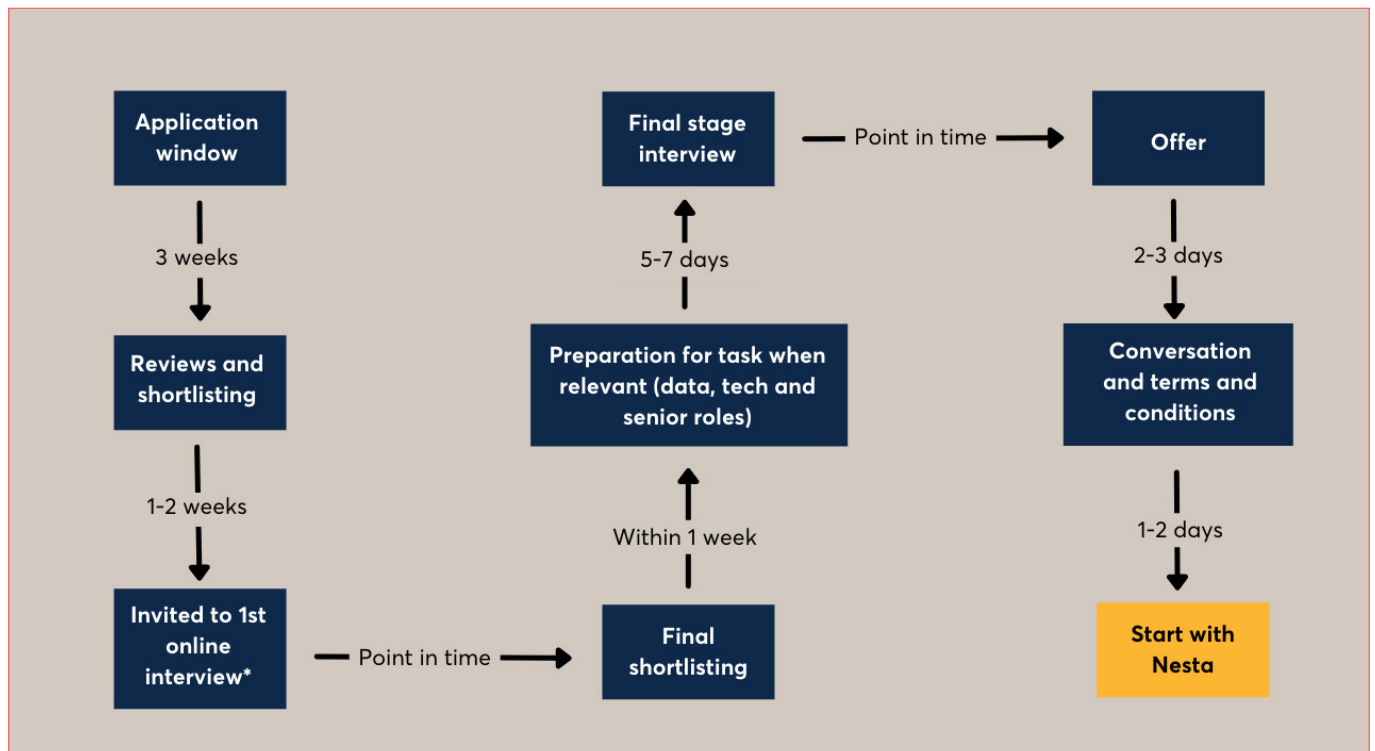 Application
window
3 weeks
Reviews and
shortlisting
1-2 weeks
Invited to 1st
online
interview*
Point in time
Final
shortlisting
Within 1 week
Preparation for task when
relevant (data, tech and
senior roles)
5-7 days
Final stage
interview
Point in time
Offer
2-3 days
Conversation
and terms and
conditions
1-2 days
Start with
Nesta